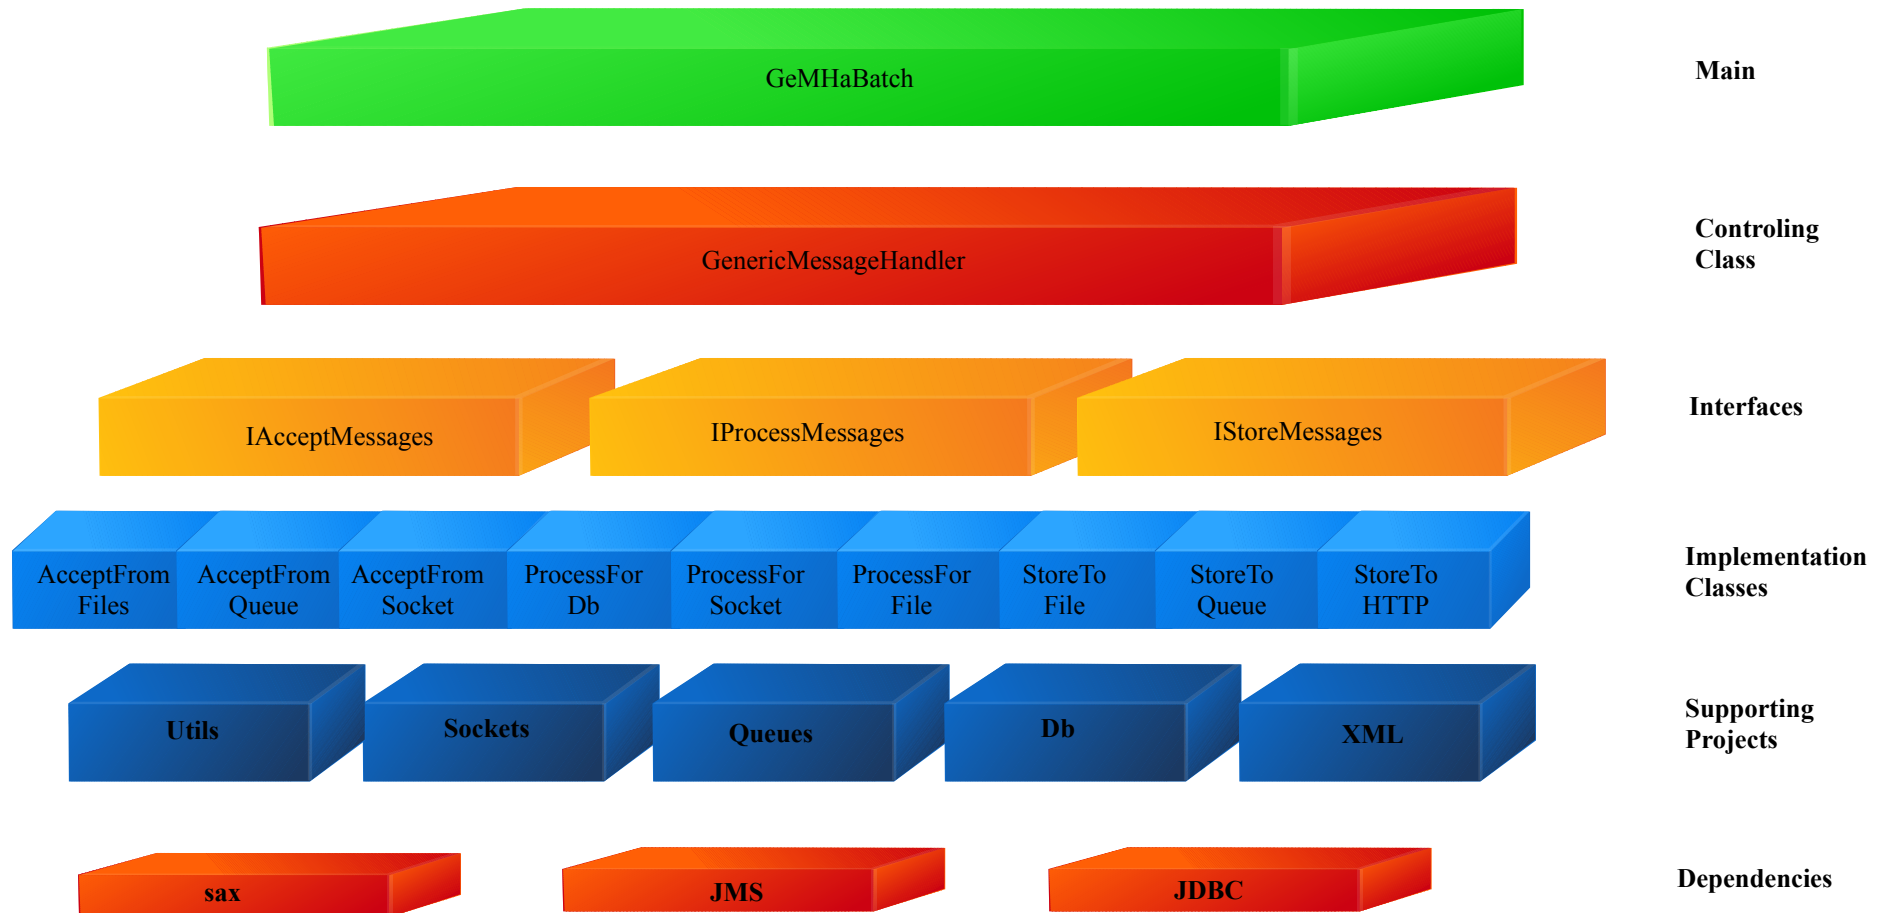 GeMHaBatch
Main
GenericMessageHandler
Controling
Class
IAcceptMessages
IProcessMessages
IStoreMessages
Interfaces
AcceptFrom
Files
AcceptFrom
Queue
AcceptFrom
Socket
ProcessFor
Db
ProcessFor
Socket
ProcessFor
File
StoreTo
File
StoreTo
Queue
StoreTo
HTTP
Implementation
Classes
Utils
Sockets
Queues
Db
XML
Supporting
Projects
sax
JMS
JDBC
Dependencies